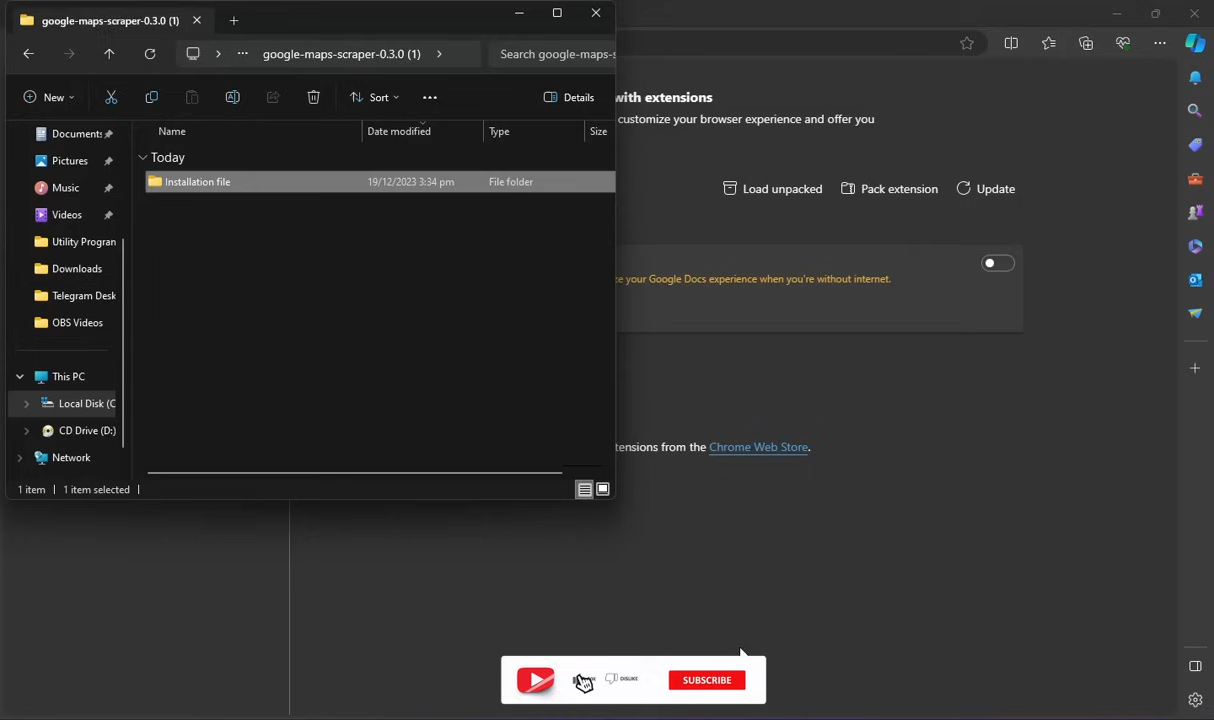 google-maps-scraper-0.3.0 (1)
google-maps-scraper-0.3.0 (1)
Search google-maps-s
New
Sort
Details
Name
Date modified
Type
Size
Today
Installation file
19/12/2023 3:34 pm
File folder
Documents
Pictures
Music
Videos
Utility Program
Downloads
Telegram Desk
OBS Videos
This PC
Local Disk (C
CD Drive (D:)
Network
1 item
1 item selected
with extensions
customize your browser experience and offer you
Load unpacked
Pack extension
Update
ze your Google Docs experience when you're without internet.
tensions from the Chrome Web Store.
DISLIKE
SUBSCRIBE